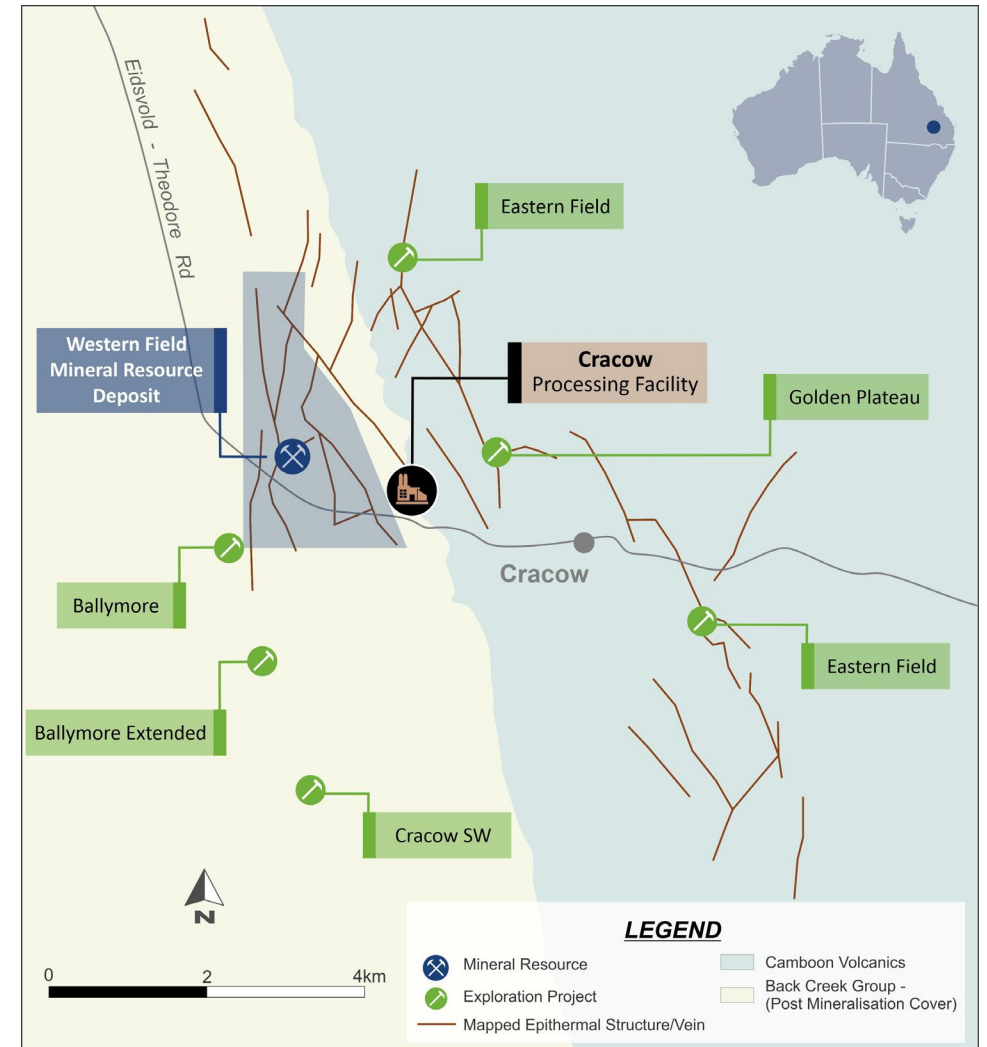 Eidsvold - Theodore Rd
Eastern Field
Western Field
Mineral Resource
Deposit
Cracow
Processing Facility
Golden Plateau
Cracow
Ballymore
Eastern Field
Ballymore Extended
Cracow SW
N
0 2 4km
LEGEND
Mineral Resource
Exploration Project
Mapped Epithermal Structure/Vein
Camboon Volcanics
Back Creek Group -
(Post Mineralisation Cover)